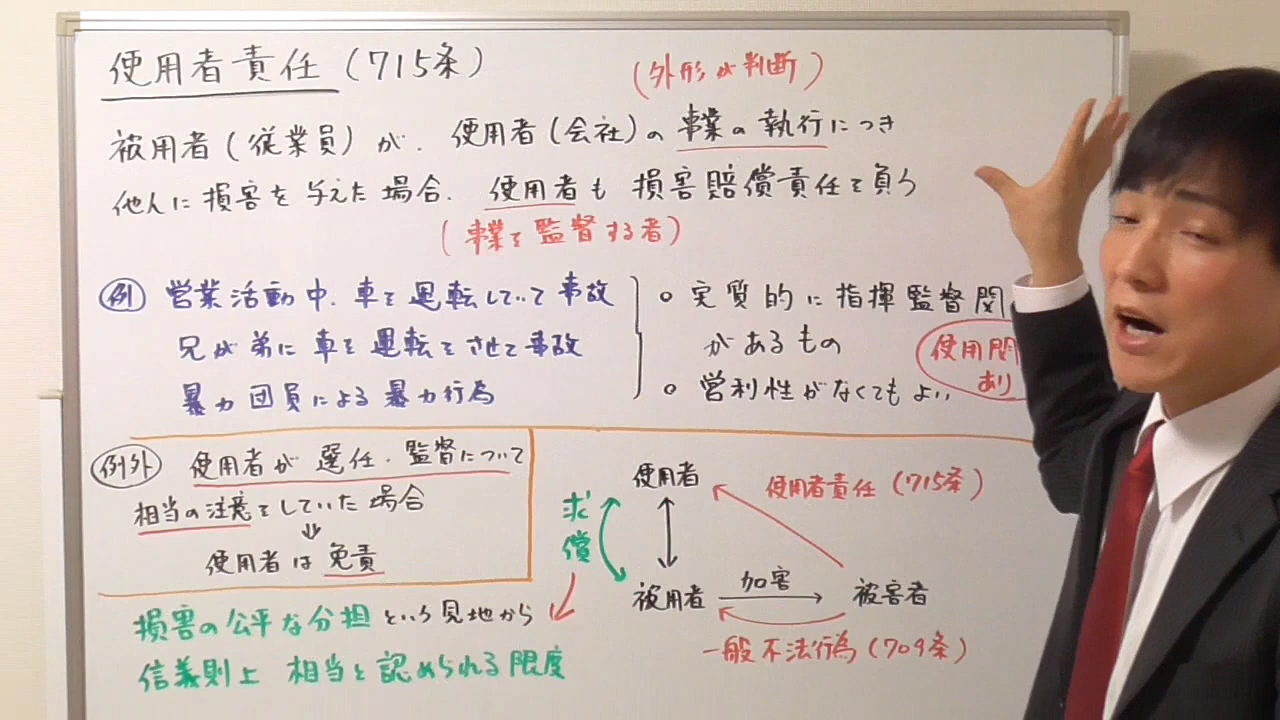 使用者責任(715条)
(外形が判断)
被用者(従業員)が、使用者(会社)の事業の執行につき
他人に損害を与えた場合、使用者も損害賠償責任を負う
(事業を監督する者)
例 営業活動中、車を運転していて事故
兄が弟に車を運転をさせて事故
暴力団員による暴力行為
○ 実質的に指揮監督関
があるもの
○ 営利性がなくてもよい
使用関
あり
例外 使用者が選任、監督について
相当の注意をしていた場合
⇓
使用者は免責
使用者
使用者責任(715条)
求償
被用者 加害 被害者
一般不法行為(709条)
損害の公平な分担という見地から
信義則上 相当と認められる限度